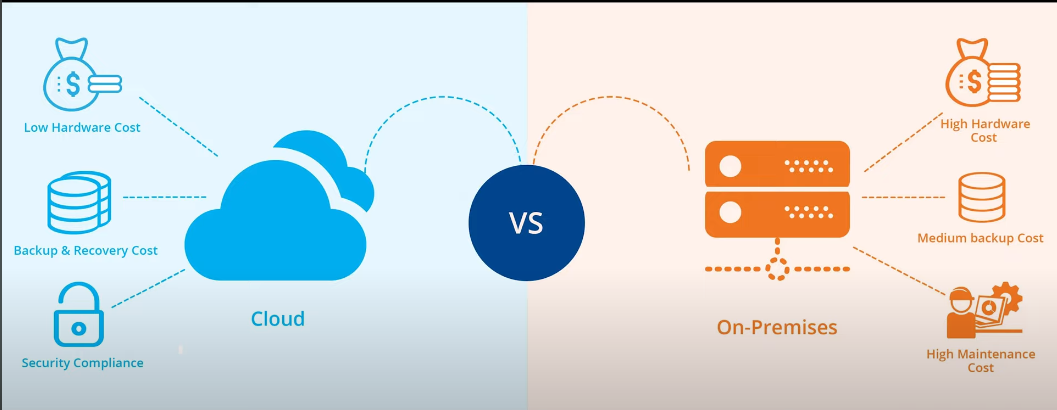 Low Hardware Cost
Backup & Recovery Cost
Security Compliance
Cloud
VS
On-Premises
High Hardware
Cost
Medium backup Cost
High Maintenance
Cost
$
$